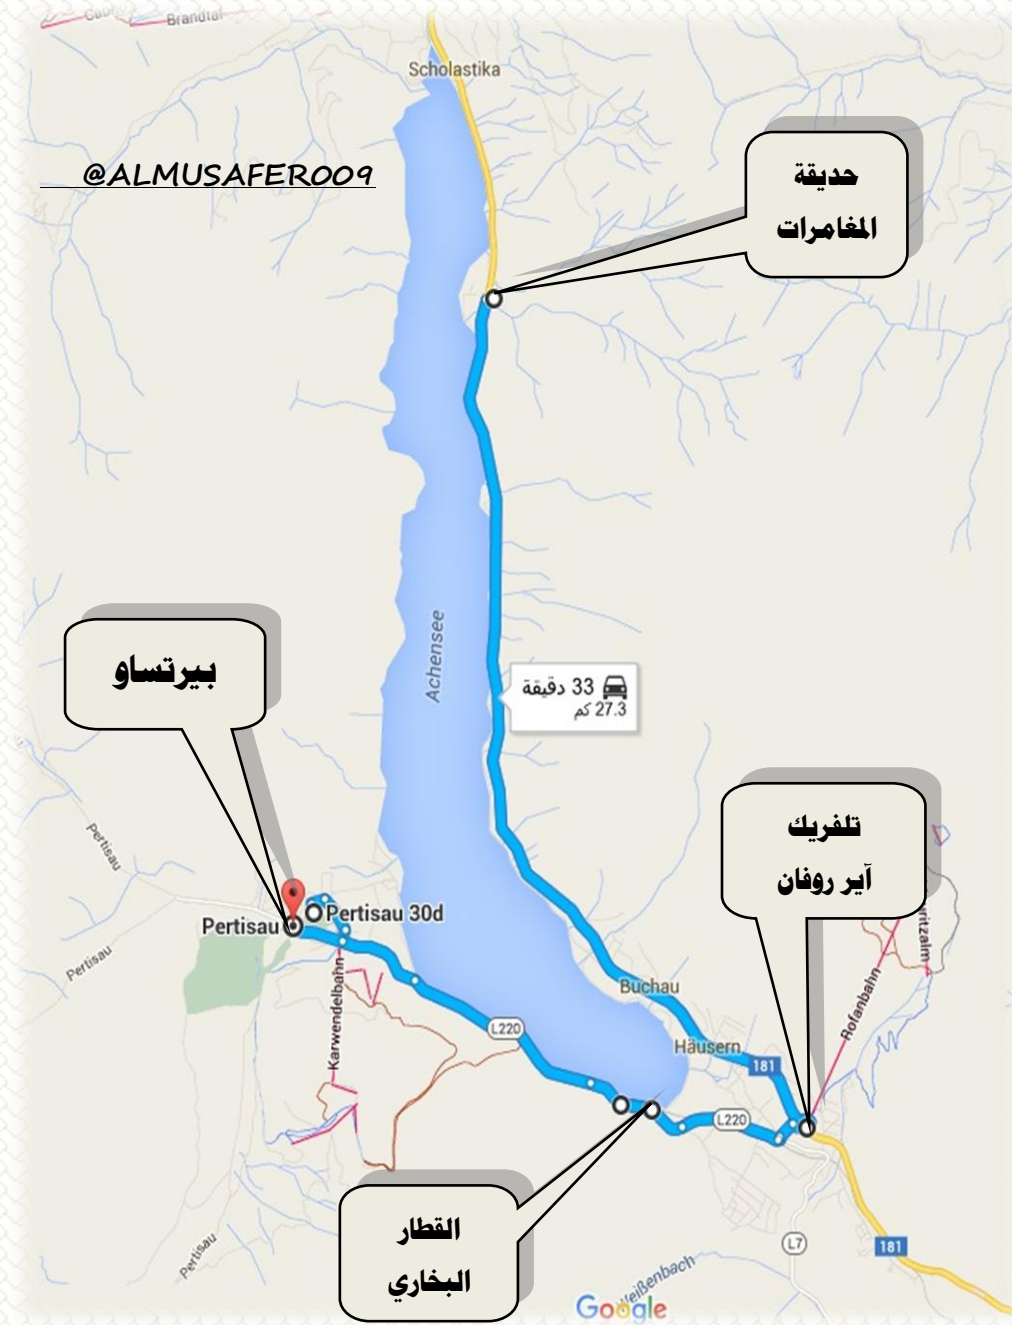 Brandtal
Scholastika
@ALMUSAFER009
حديقة
المغامرات
Achensee
بيرتساو
33 دقيقة
27.3 كم
تلفريك
آير روفان
Pertisau
Pertisau
Pertisau 30d
Pertisau
Karwendelbahn
L220
Buchau
Häusern
181
Rofanbahn
L220
القطار
البخاري
Pertisau
L7
181
Google